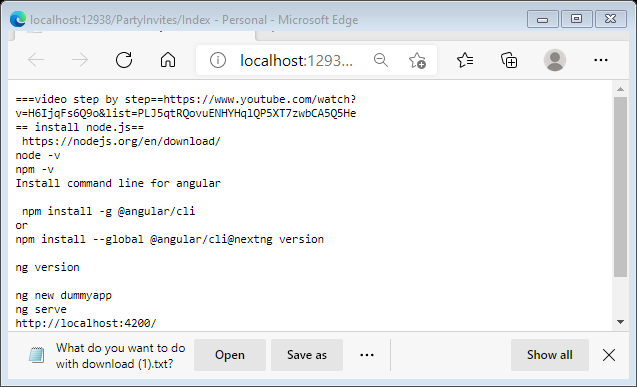 localhost:12938/PartyInvites/Index - Personal - Microsoft Edge
localhost:1293...
===video step by step==https://www.youtube.com/watch?
v=H6IjqFs6Q9o&list=PLJ5qtRQovuENHYHqlQP5XT7zwbCA5Q5He
== install node.js==
https://nodejs.org/en/download/
node -v
npm -v
Install command line for angular
npm install -g @angular/cli
or
npm install --global @angular/cli@nextng version
ng version
ng new dummyapp
ng serve
http://localhost:4200/
What do you want to do
with download (1).txt?
Open
Save as
Show all